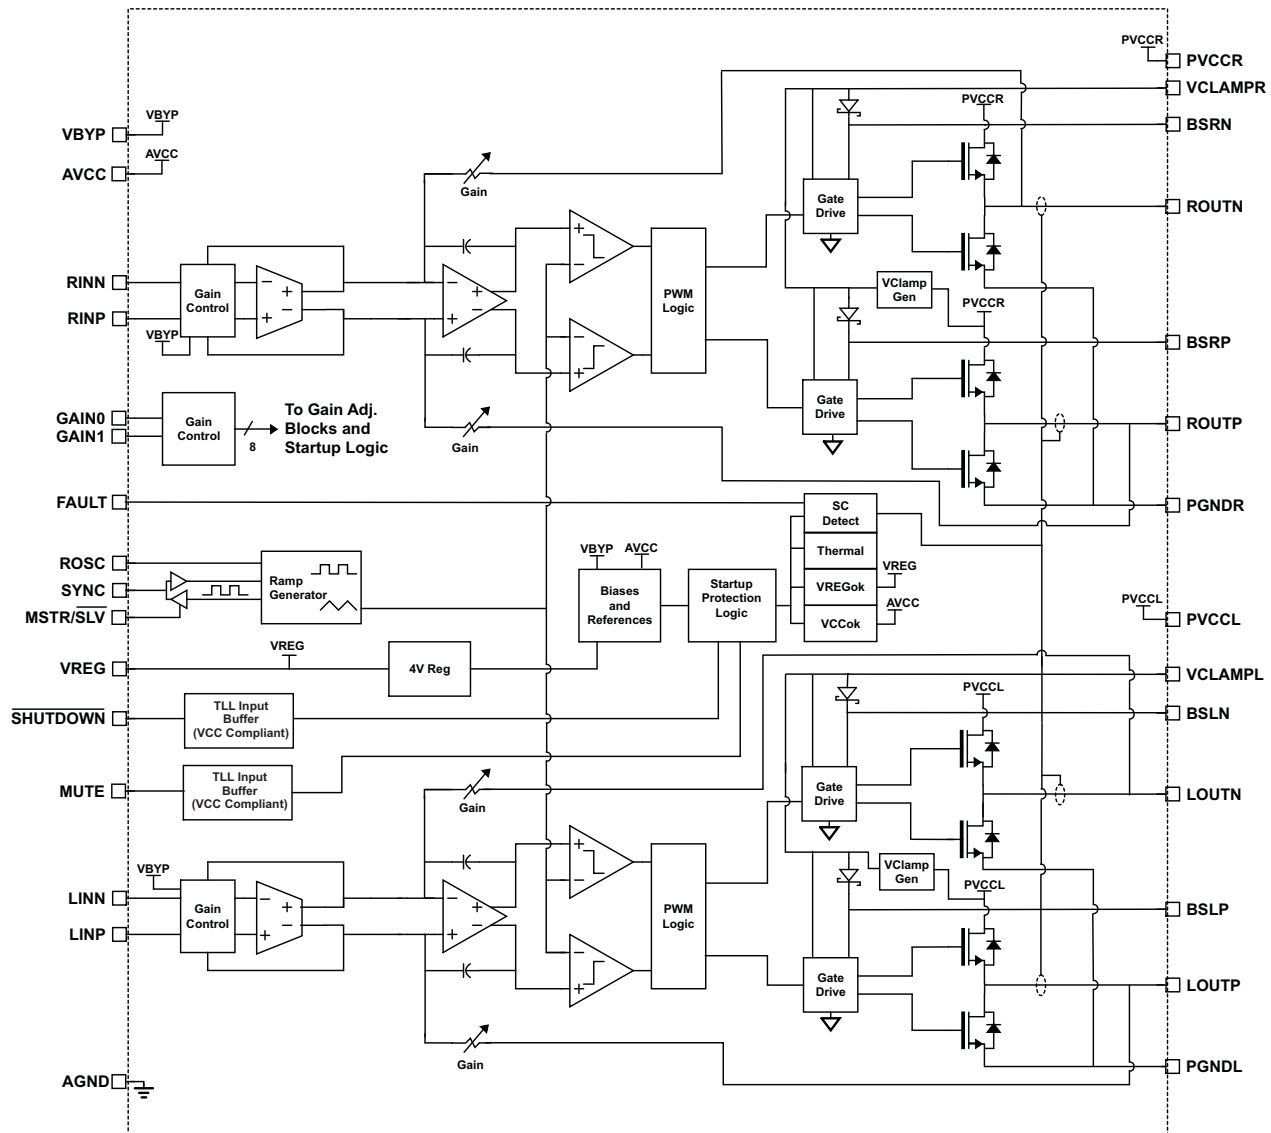 PVCCR
PVCCR
VCLAMPR
PVCCR
BSRN
VBYP
VBYP
AVCC
AVCC
Gain
Gate
Drive
ROUTN
RINN
RINP
Gain
Control
VBYP
PWM
Logic
VClamp
Gen
PVCCR
BSRP
GAIN0
GAIN1
Gain
Control
8
To Gain Adj.
Blocks and
Startup Logic
Gain
Gate
Drive
ROUTP
FAULT
SC
Detect
PGNDR
ROSC
SYNC
MSTR/SLV
Ramp
Generator
VBYP
AVCC
Biases
and
References
Startup
Protection
Logic
Thermal
VREGok
VREG
VCCok
AVCC
PVCCL
PVCCL
VREG
VREG
4V Reg
VCLAMPL
PVCCL
SHUTDOWN
TLL Input
Buffer
(VCC Compliant)
BSLN
MUTE
TLL Input
Buffer
(VCC Compliant)
Gain
Gate
Drive
LOUTN
VBYP
LINN
LINP
Gain
Control
PWM
Logic
VClamp
Gen
PVCCL
BSLP
Gate
Drive
LOUTP
Gain
PGNDL
AGND